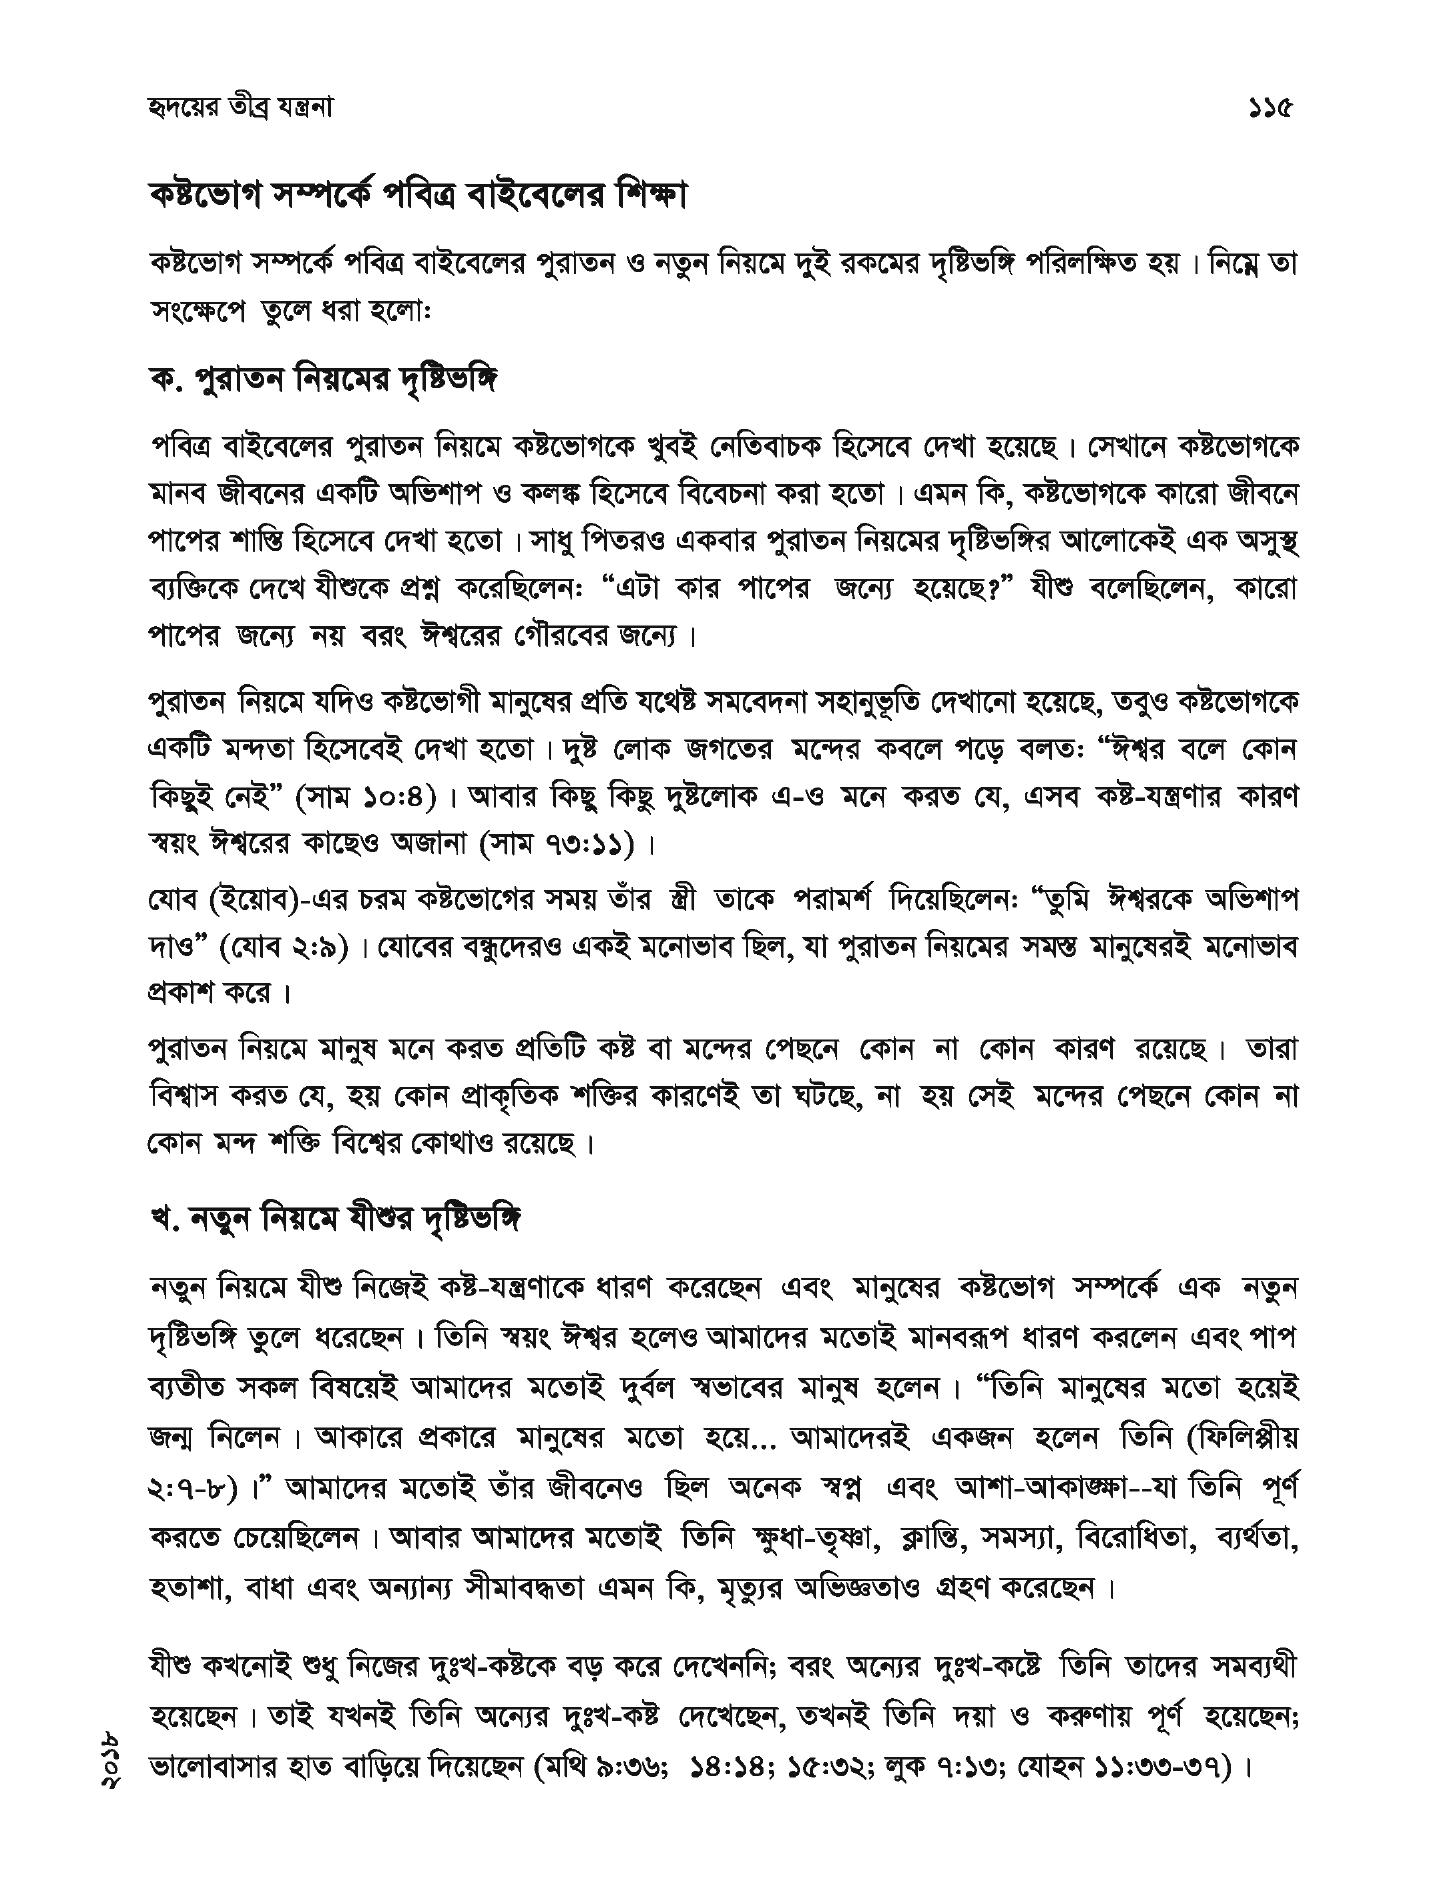 হৃদয়ের তীব্র যন্ত্রনা ১১৫
কষ্টভোগ সম্পর্কে পবিত্র বাইবেলের শিক্ষা
কষ্টভোগ সম্পর্কে পবিত্র বাইবেলের পুরাতন ও নতুন নিয়মে দুই রকমের দৃষ্টিভঙ্গি পরিলক্ষিত হয়। নিম্নে তা
সংক্ষেপে তুলে ধরা হলো:
ক. পুরাতন নিয়মের দৃষ্টিভঙ্গি
পবিত্র বাইবেলের পুরাতন নিয়মে কষ্টভোগকে খুবই নেতিবাচক হিসেবে দেখা হয়েছে। সেখানে কষ্টভোগকে
মানব জীবনের একটি অভিশাপ ও কলঙ্ক হিসেবে বিবেচনা করা হতো। এমন কি, কষ্টভোগকে কারো জীবনে
পাপের শাস্তি হিসেবে দেখা হতো। সাধু পিতরও একবার পুরাতন নিয়মের দৃষ্টিভঙ্গির আলোকেই এক অসুস্থ
ব্যক্তিকে দেখে যীশুকে প্রশ্ন করেছিলেন: “এটা কার পাপের জন্যে হয়েছে?” যীশু বলেছিলেন, কারো
পাপের জন্যে নয় বরং ঈশ্বরের গৌরবের জন্যে।
পুরাতন নিয়মে যদিও কষ্টভোগী মানুষের প্রতি যথেষ্ট সমবেদনা সহানুভূতি দেখানো হয়েছে, তবুও কষ্টভোগকে
একটি মন্দতা হিসেবেই দেখা হতো। দুষ্ট লোক জগতের মন্দের কবলে পড়ে বলত: “ঈশ্বর বলে কোন
কিছুই নেই” (সাম ১০:৪)। আবার কিছু কিছু দুষ্টলোক এ-ও মনে করত যে, এসব কষ্ট-যন্ত্রণার কারণ
স্বয়ং ঈশ্বরের কাছেও অজানা (সাম ৭৩:১১)।
যোব (ইয়োব)-এর চরম কষ্টভোগের সময় তাঁর স্ত্রী তাকে পরামর্শ দিয়েছিলেন: “তুমি ঈশ্বরকে অভিশাপ
দাও” (যোব ২:৯)। যোবের বন্ধুদেরও একই মনোভাব ছিল, যা পুরাতন নিয়মের সমস্ত মানুষেরই মনোভাব
প্রকাশ করে।
পুরাতন নিয়মে মানুষ মনে করত প্রতিটি কষ্ট বা মন্দের পেছনে কোন না কোন কারণ রয়েছে। তারা
বিশ্বাস করত যে, হয় কোন প্রাকৃতিক শক্তির কারণেই তা ঘটছে, না হয় সেই মন্দের পেছনে কোন না
কোন মন্দ শক্তি বিশ্বের কোথাও রয়েছে।
খ. নতুন নিয়মে যীশুর দৃষ্টিভঙ্গি
নতুন নিয়মে যীশু নিজেই কষ্ট-যন্ত্রণাকে ধারণ করেছেন এবং মানুষের কষ্টভোগ সম্পর্কে এক নতুন
দৃষ্টিভঙ্গি তুলে ধরেছেন। তিনি স্বয়ং ঈশ্বর হলেও আমাদের মতোই মানবরূপ ধারণ করলেন এবং পাপ
ব্যতীত সকল বিষয়েই আমাদের মতোই দুর্বল স্বভাবের মানুষ হলেন। “তিনি মানুষের মতো হয়েই
জন্ম নিলেন। আকারে প্রকারে মানুষের মতো হয়ে... আমাদেরই একজন হলেন তিনি (ফিলিপ্পীয়
২:৭-৮)।” আমাদের মতোই তাঁর জীবনেও ছিল অনেক স্বপ্ন এবং আশা-আকাঙ্ক্ষা--যা তিনি পূর্ণ
করতে চেয়েছিলেন। আবার আমাদের মতোই তিনি ক্ষুধা-তৃষ্ণা, ক্লান্তি, সমস্যা, বিরোধিতা, ব্যর্থতা,
হতাশা, বাধা এবং অন্যান্য সীমাবদ্ধতা এমন কি, মৃত্যুর অভিজ্ঞতাও গ্রহণ করেছেন।
যীশু কখনোই শুধু নিজের দুঃখ-কষ্টকে বড় করে দেখেননি; বরং অন্যের দুঃখ-কষ্টে তিনি তাদের সমব্যথী
হয়েছেন। তাই যখনই তিনি অন্যের দুঃখ-কষ্ট দেখেছেন, তখনই তিনি দয়া ও করুণায় পূর্ণ হয়েছেন;
ভালোবাসার হাত বাড়িয়ে দিয়েছেন (মথি ৯:৩৬; ১৪:১৪; ১৫:৩২; লুক ৭:১৩; যোহন ১১:৩৩-৩৭)।
২০১৮